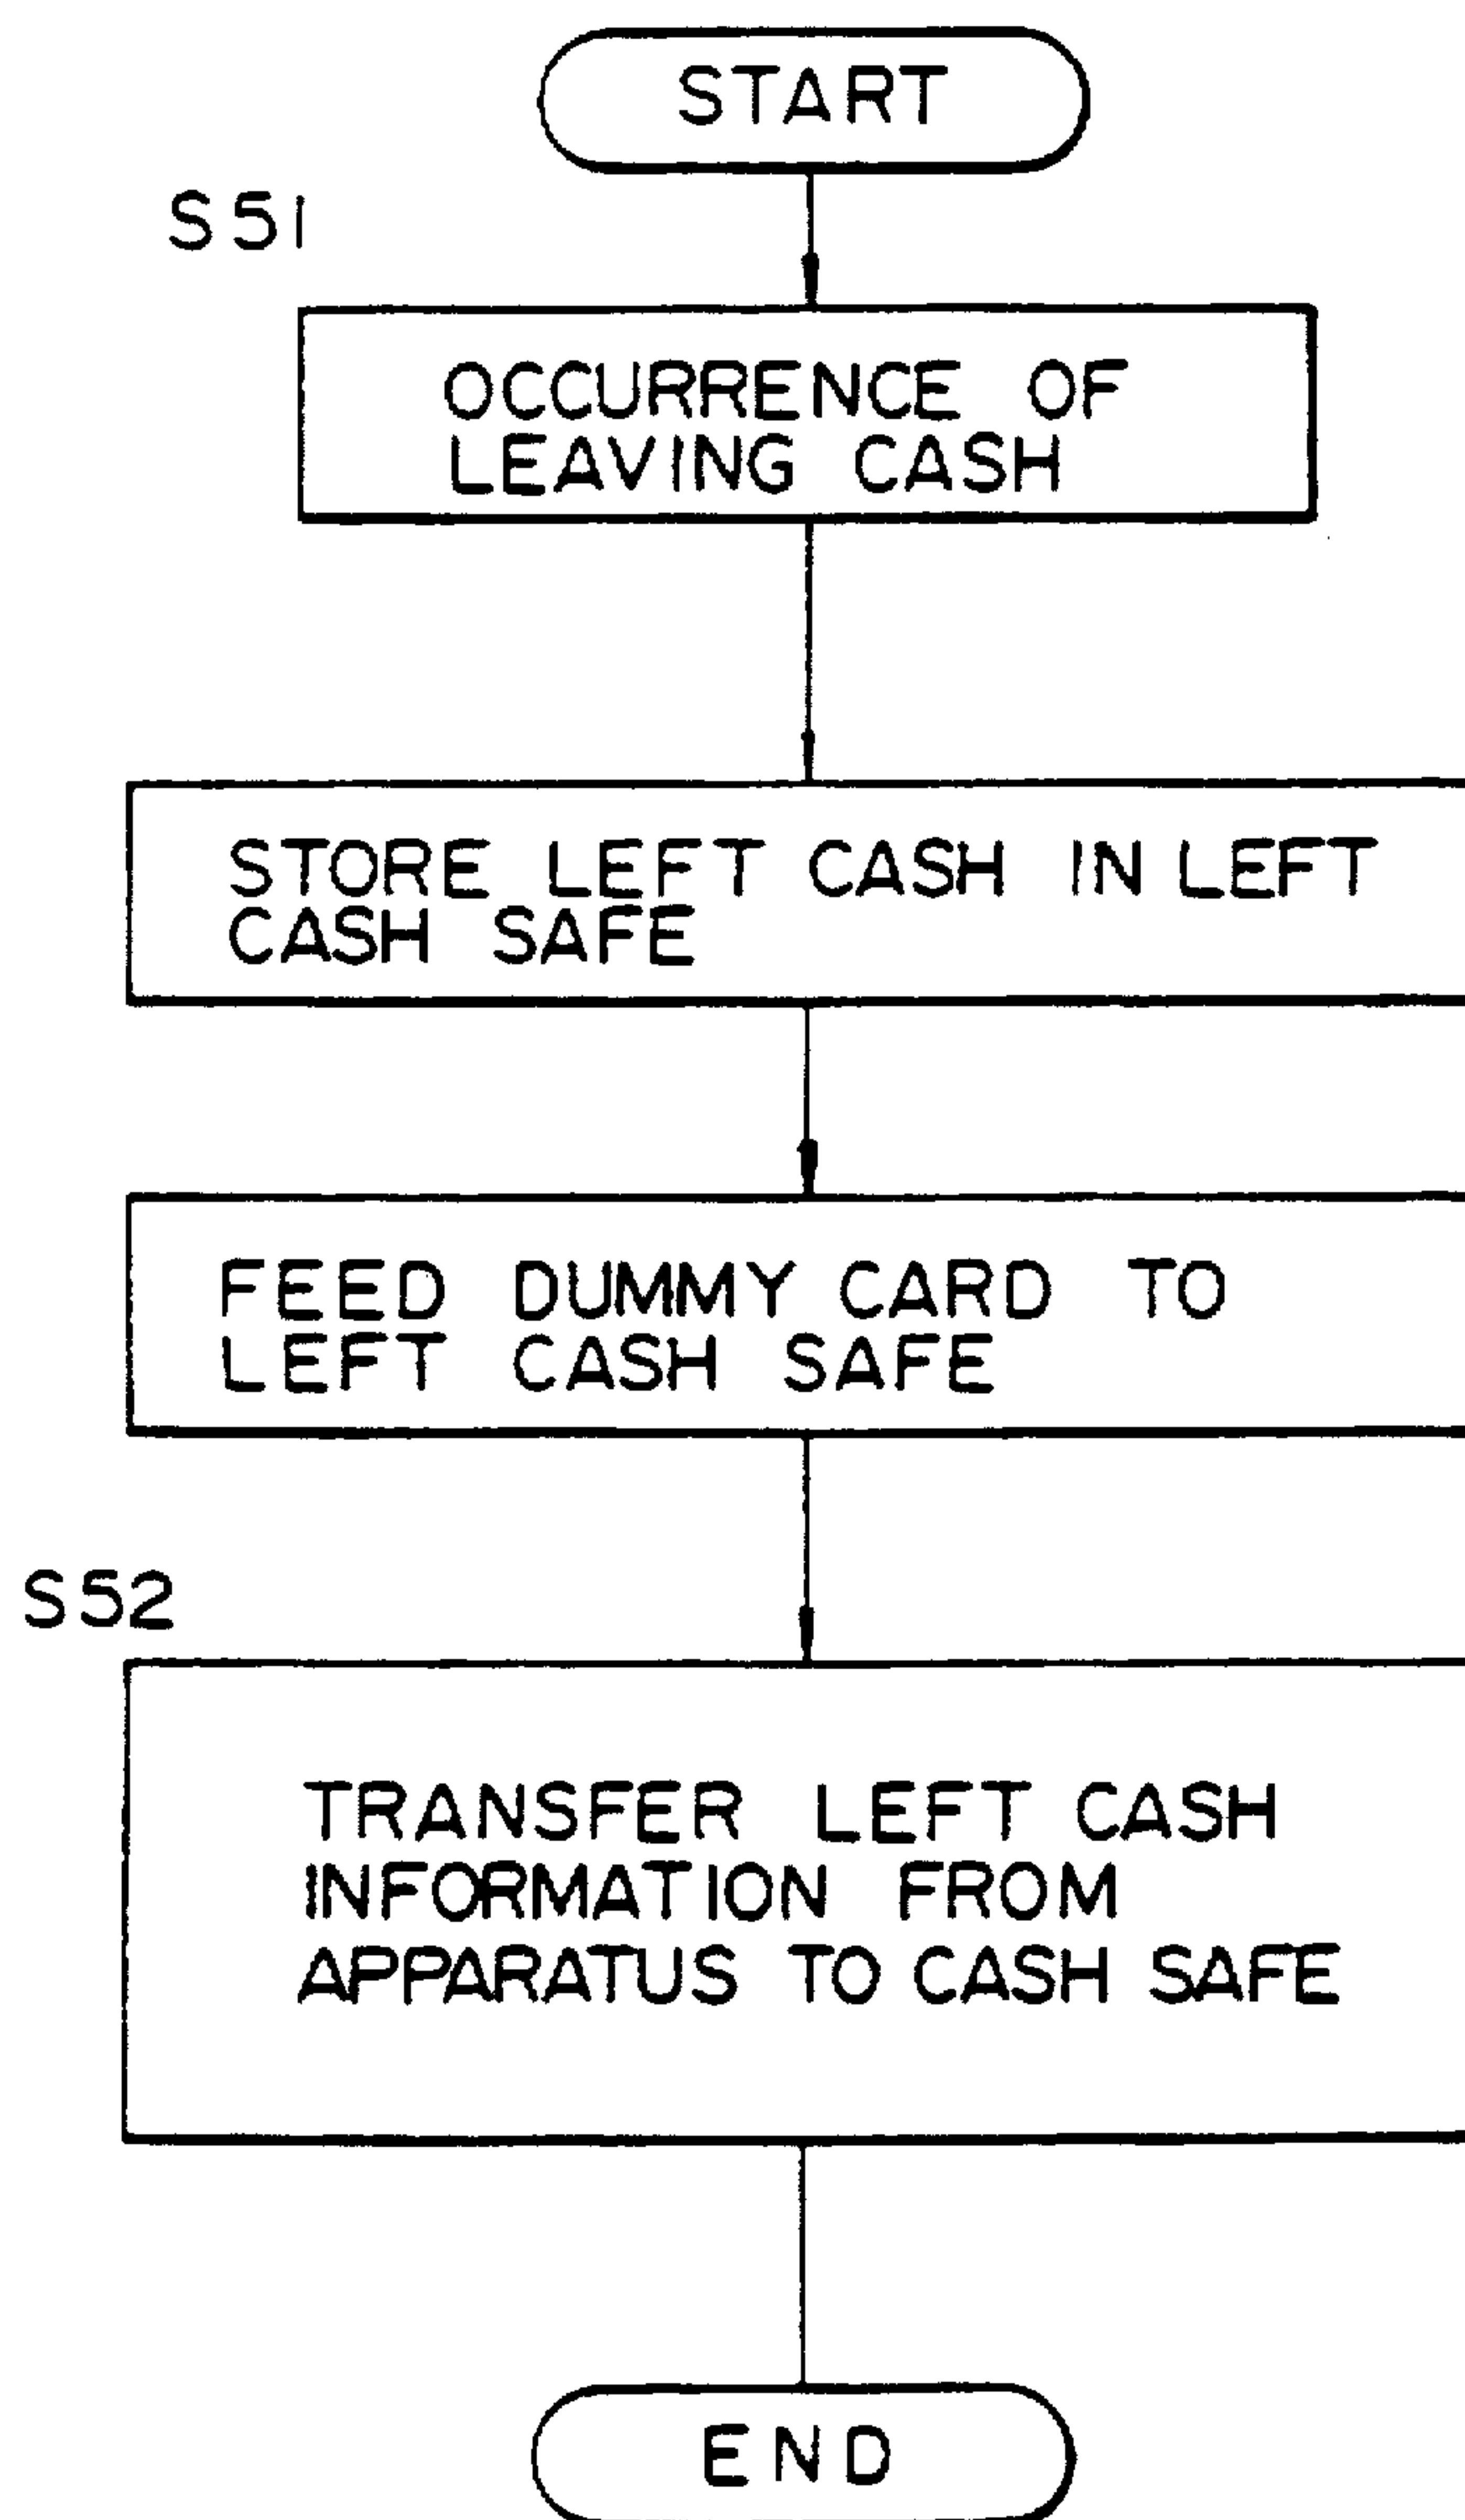 START
S51
OCCURRENCE OF
LEAVING CASH
STORE LEFT CASH IN LEFT
CASH SAFE
FEED DUMMY CARD TO
LEFT CASH SAFE
S52
TRANSFER LEFT CASH
INFORMATION FROM
APPARATUS TO CASH SAFE
END